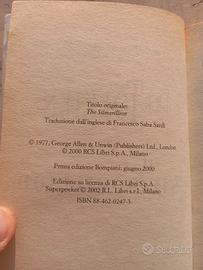 Titolo originale:
The Silmarillion
Traduzione dall'inglese di Francesco Saba Sardi
© 1977, George Allen & Unwin (Publishers) Ltd., London
© 2000 RCS Libri S.p.A., Milano
Prima edizione Bompiani: giugno 2000
Edizione su licenza di RCS Libri S.p.A.
Superpocket © 2002 R.L. Libri s.r.l., Milano
ISBN 88-462-0247-3
subito